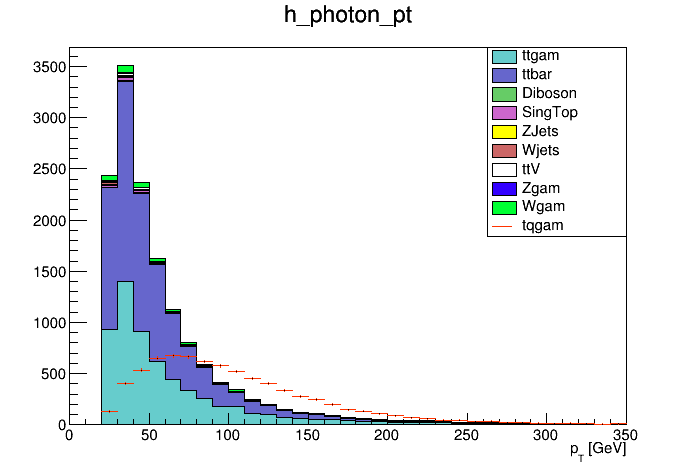 h_photon_pt
3500
3000
2500
2000
1500
1000
500
0
0
50
100
150
200
250
300
350
p_T [GeV]
ttgam
ttbar
Diboson
SingTop
ZJets
Wjets
ttV
Zgam
Wgam
tqgam